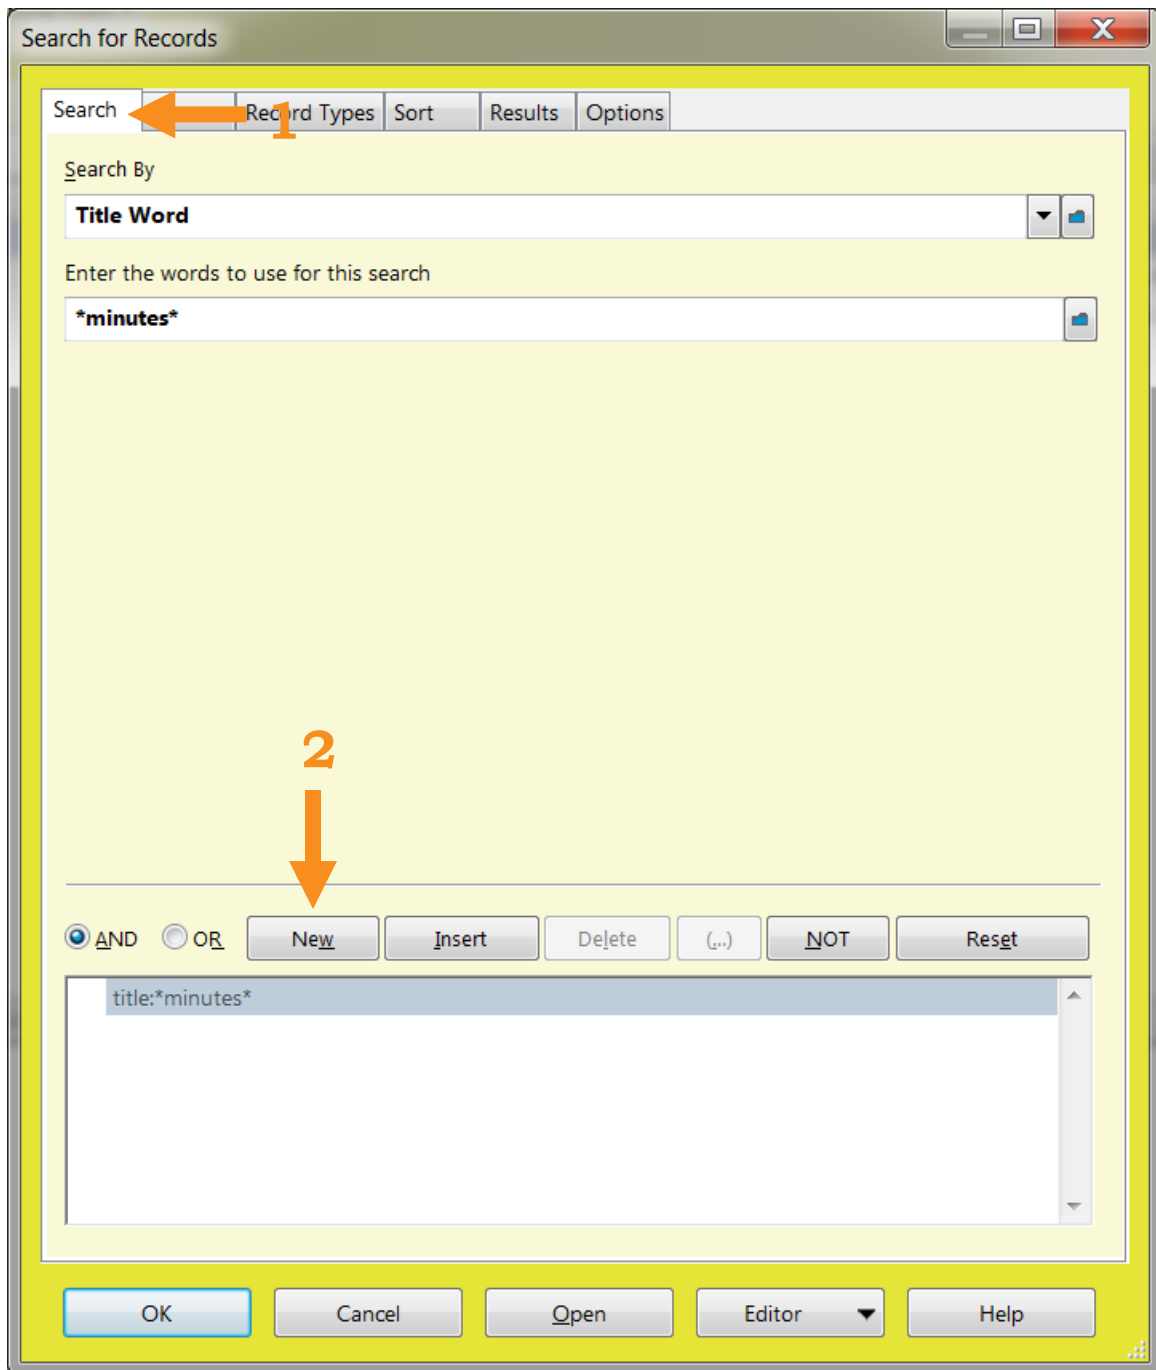 Search for Records
Search 1 Record Types Sort Results Options
Search By
Title Word
Enter the words to use for this search
*minutes*
2
AND OR New Insert Delete (...) NOT Reset
title:*minutes*
OK Cancel Open Editor Help